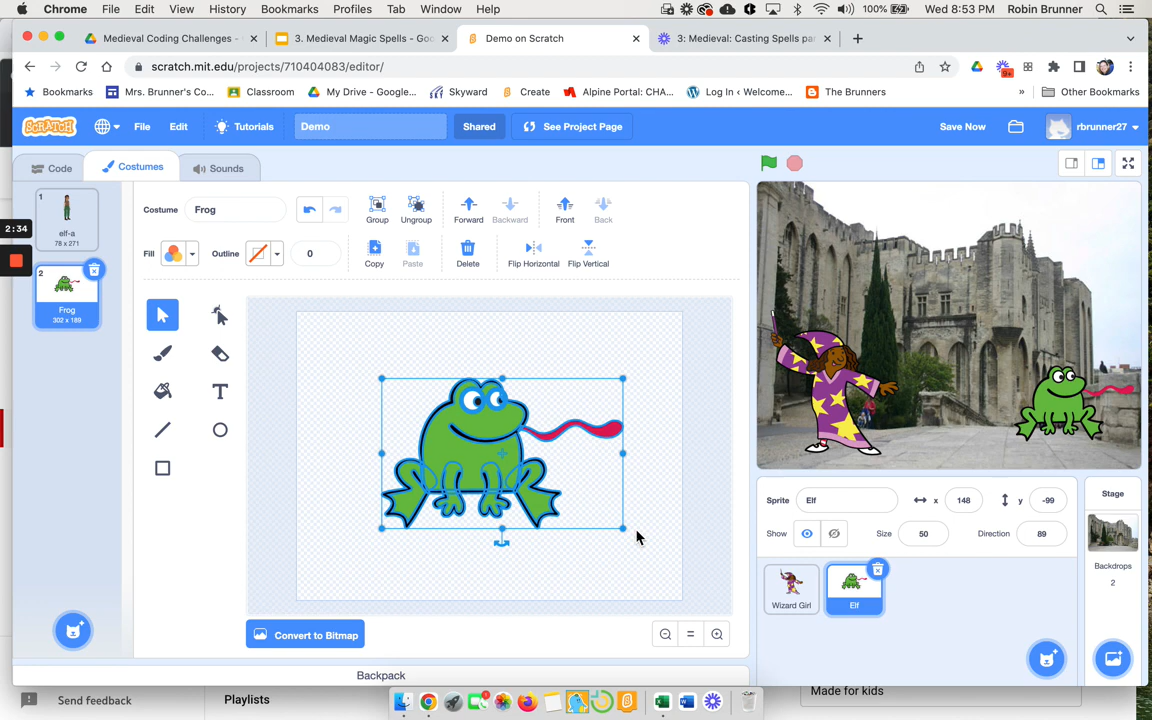 Chrome File Edit View History Bookmarks Profiles Tab Window Help 100% Wed 8:53 PM Robin Brunner
Medieval Coding Challenges - 3. Medieval Magic Spells - Goo Demo on Scratch 3: Medieval: Casting Spells pa
scratch.mit.edu/projects/710404083/editor/
9+
Bookmarks Mrs. Brunner's Co... Classroom My Drive - Google... Skyward Create Alpine Portal: CHA... Log In ‹ Welcome... The Brunners » Other Bookmarks
SCRATCH File Edit Tutorials Demo Shared See Project Page Save Now rbrunner27
Code Costumes Sounds
1
elf-a
78 x 271
2:34
2
Frog
302 x 189
Costume Frog Group Ungroup Forward Backward Front Back
Fill Outline 0 Copy Paste Delete Flip Horizontal Flip Vertical
T
Convert to Bitmap
Backpack
Sprite Elf x 148 y -99
Show Size 50 Direction 89
Wizard Girl Elf
Stage
Backdrops
2
Send feedback Playlists Made for kids